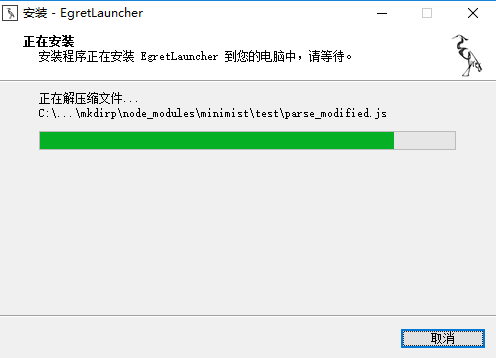 安装 - EgretLauncher
正在安装
安装程序正在安装 EgretLauncher 到您的电脑中，请等待。
正在解压缩文件...
C:\...\mkdirp\node_modules\minimist\test\parse_modified.js
取消